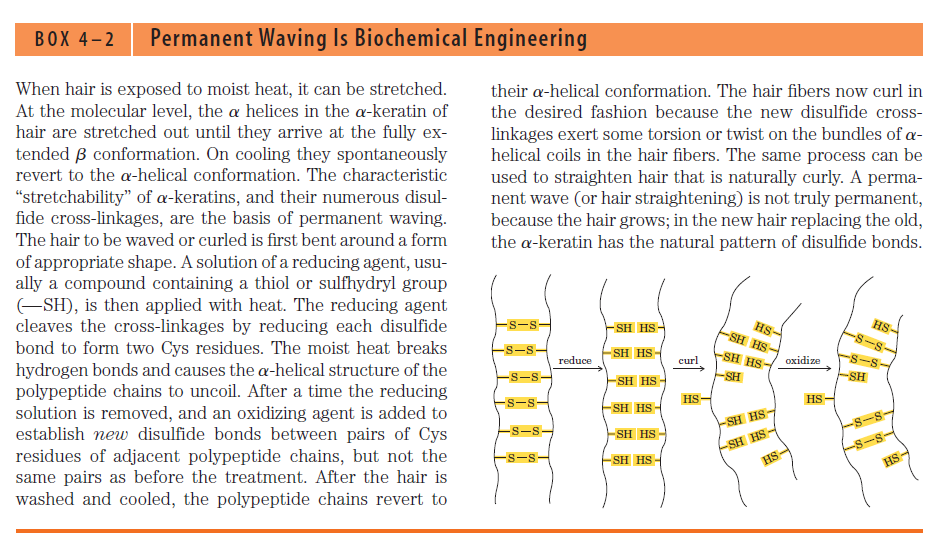 BOX 4–2 Permanent Waving Is Biochemical Engineering
When hair is exposed to moist heat, it can be stretched.
At the molecular level, the α helices in the α-keratin of
hair are stretched out until they arrive at the fully ex-
tended β conformation. On cooling they spontaneously
revert to the α-helical conformation. The characteristic
“stretchability” of α-keratins, and their numerous disul-
fide cross-linkages, are the basis of permanent waving.
The hair to be waved or curled is first bent around a form
of appropriate shape. A solution of a reducing agent, usu-
ally a compound containing a thiol or sulfhydryl group
(—SH), is then applied with heat. The reducing agent
cleaves the cross-linkages by reducing each disulfide
bond to form two Cys residues. The moist heat breaks
hydrogen bonds and causes the α-helical structure of the
polypeptide chains to uncoil. After a time the reducing
solution is removed, and an oxidizing agent is added to
establish new disulfide bonds between pairs of Cys
residues of adjacent polypeptide chains, but not the
same pairs as before the treatment. After the hair is
washed and cooled, the polypeptide chains revert to
their α-helical conformation. The hair fibers now curl in
the desired fashion because the new disulfide cross-
linkages exert some torsion or twist on the bundles of α-
helical coils in the hair fibers. The same process can be
used to straighten hair that is naturally curly. A perma-
nent wave (or hair straightening) is not truly permanent,
because the hair grows; in the new hair replacing the old,
the α-keratin has the natural pattern of disulfide bonds.
S—S
S—S
S—S
S—S
S—S
S—S
reduce
SH HS
SH HS
SH HS
SH HS
SH HS
SH HS
curl
HS
SH HS
SH HS
SH
HS
SH HS
SH HS
HS
oxidize
HS
S—S
S—S
SH
HS
S—S
S—S
HS